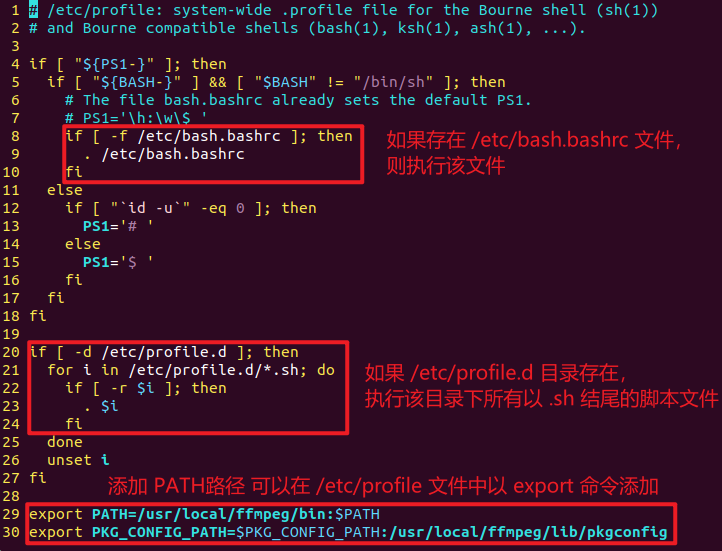 1 # /etc/profile: system-wide .profile file for the Bourne shell (sh(1))
2 # and Bourne compatible shells (bash(1), ksh(1), ash(1), ...).
3
4 if [ "${PS1-}" ]; then
5   if [ "${BASH-}" ] && [ "$BASH" != "/bin/sh" ]; then
6     # The file bash.bashrc already sets the default PS1.
7     # PS1='\h:\w\$ '
8     if [ -f /etc/bash.bashrc ]; then
如果存在 /etc/bash.bashrc 文件，
9       . /etc/bash.bashrc
则执行该文件
10     fi
11   else
12     if [ "`id -u`" -eq 0 ]; then
13       PS1='# '
14     else
15       PS1='$ '
16     fi
17   fi
18 fi
19
20 if [ -d /etc/profile.d ]; then
21   for i in /etc/profile.d/*.sh; do
如果 /etc/profile.d 目录存在，
22     if [ -r $i ]; then
执行该目录下所有以 .sh 结尾的脚本文件
23       . $i
24     fi
25   done
26   unset i
27 fi
添加 PATH路径 可以在 /etc/profile 文件中以 export 命令添加
28
29 export PATH=/usr/local/ffmpeg/bin:$PATH
30 export PKG_CONFIG_PATH=$PKG_CONFIG_PATH:/usr/local/ffmpeg/lib/pkgconfig